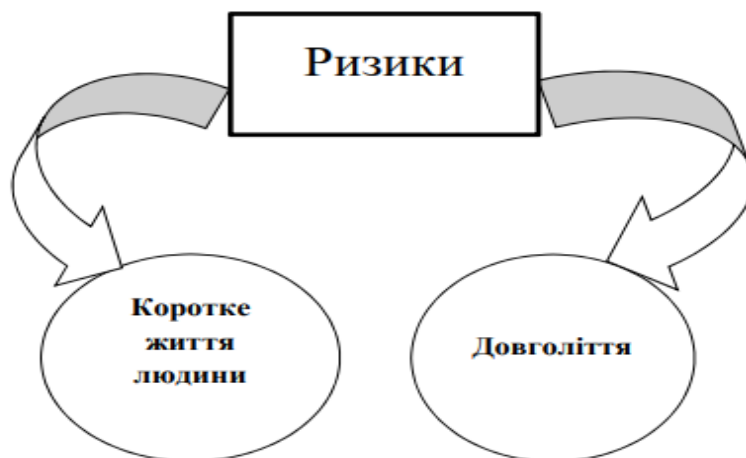 Ризики
Коротке
життя
людини
Довголіття